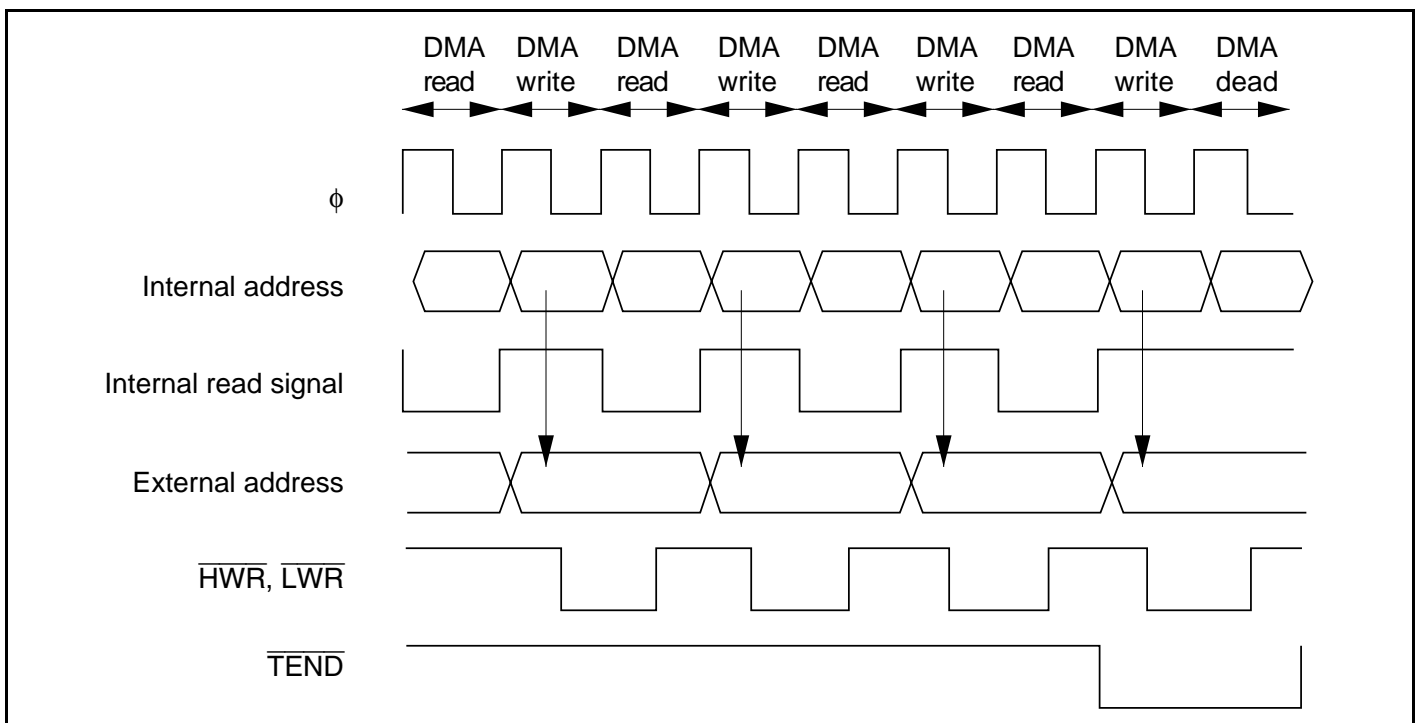 DMA read DMA write DMA read DMA write DMA read DMA write DMA read DMA write DMA dead
ϕ
Internal address
Internal read signal
External address
HWR, LWR
TEND